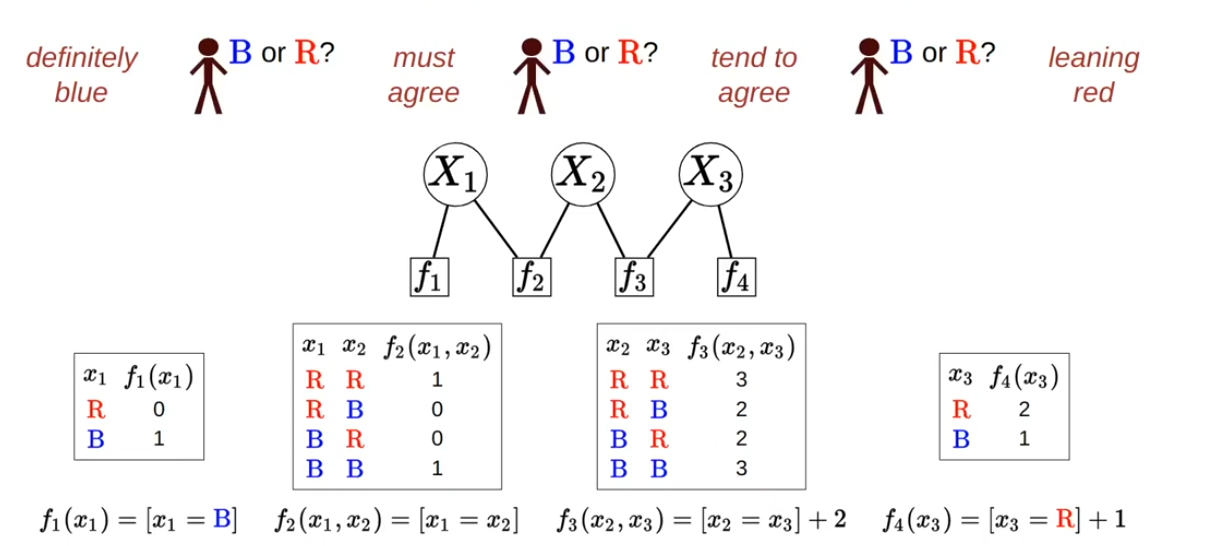 definitely blue
B or R?
must agree
B or R?
tend to agree
B or R?
leaning red
X₁ X₂ X₃
f₁ f₂ f₃ f₄
x₁ f₁(x₁)
R 0
B 1
x₁ x₂ f₂(x₁, x₂)
R R 1
R B 0
B R 0
B B 1
x₂ x₃ f₃(x₂, x₃)
R R 3
R B 2
B R 2
B B 3
x₃ f₄(x₃)
R 2
B 1
f₁(x₁) = [x₁ = B]
f₂(x₁, x₂) = [x₁ = x₂]
f₃(x₂, x₃) = [x₂ = x₃] + 2
f₄(x₃) = [x₃ = R] + 1